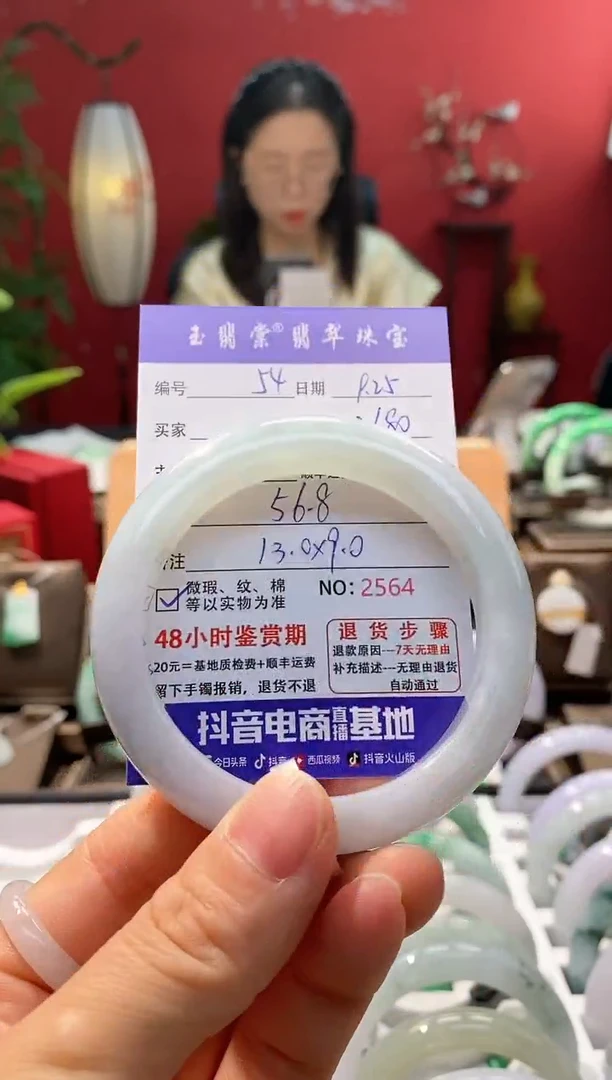 玉翡棠®翡翠珠宝
编号 54 日期 9.25
买家 180
56.8
注 13.0x9.0
微瑕、纹、棉
等以实物为准
NO: 2564
48小时鉴赏期
20元=基地质检费+顺丰运费
留下手镯报销，退货不退
退货步骤
退款原因---7天无理由
补充描述---无理由退货
自动通过
抖音电商直播基地
今日头条 抖音 西瓜视频 抖音火山版